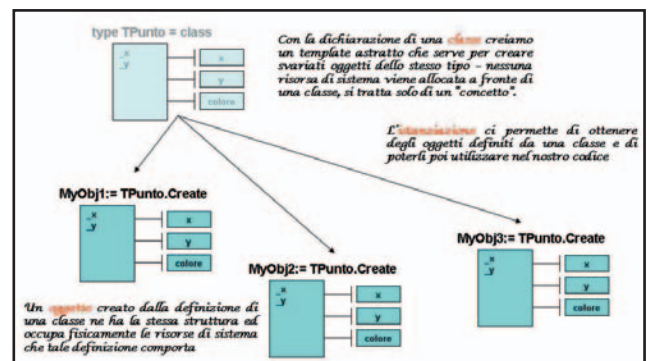 type TPunto = class
_x
_y
x
y
colore
Con la dichiarazione di una classe creiamo
un template astratto che serve per creare
svariati oggetti dello stesso tipo - nessuna
risorsa di sistema viene allocata a fronte di
una classe, si tratta solo di un "concetto".
L'istanziazione ci permette di ottenere
degli oggetti definiti da una classe e di
poterli poi utilizzare nel nostro codice
MyObj1:= TPunto.Create
_x
_y
x
y
colore
MyObj2:= TPunto.Create
_x
_y
x
y
colore
MyObj3:= TPunto.Create
_x
_y
x
y
colore
Un oggetto creato dalla definizione di
una classe ne ha la stessa struttura ed
occupa fisicamente le risorse di sistema
che tale definizione comporta